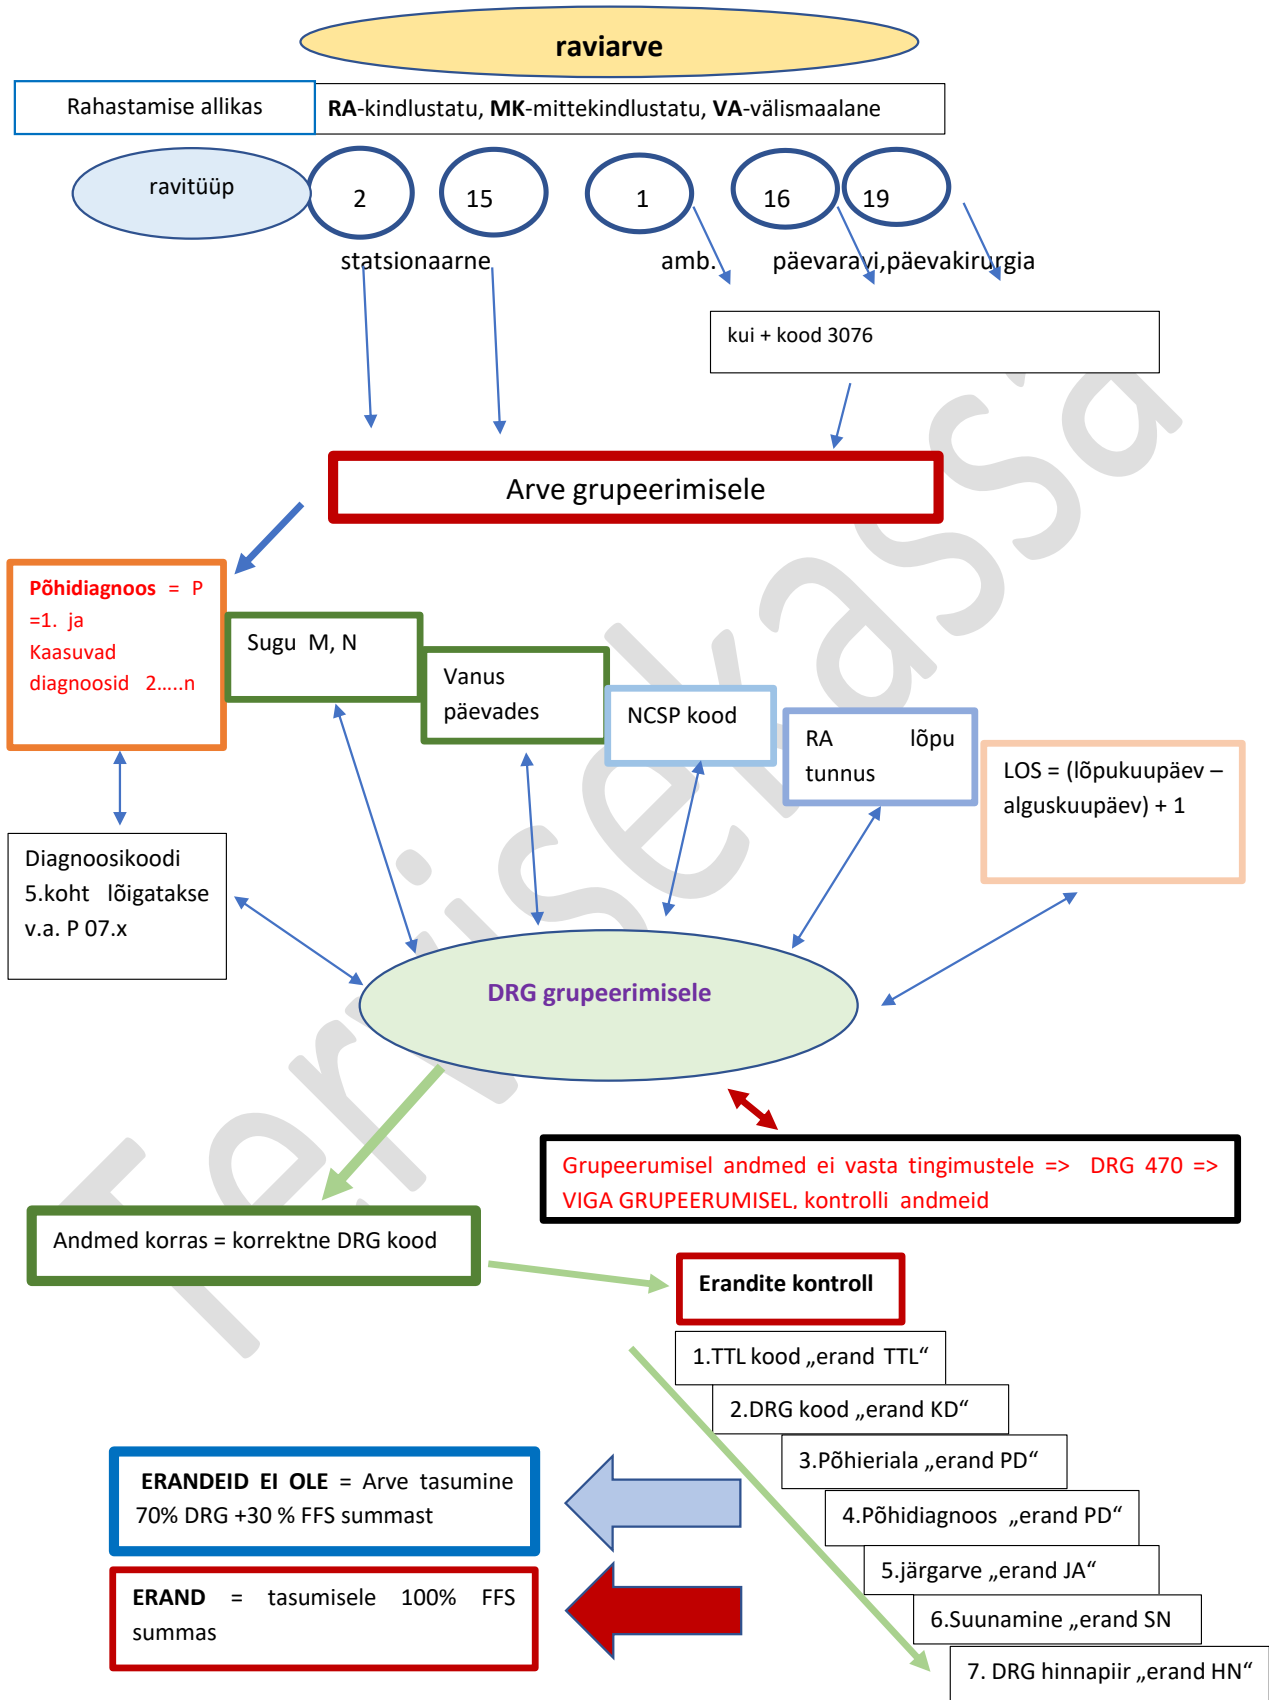 raviarve
Rahastamise allikas
RA-kindlustatu, MK-mittekindlustatu, VA-välismaalane
ravitüüp
2
15
1
16
19
statsionaarne
amb.
päevaravi,päevakirurgia
kui + kood 3076
Arve grupeerimisele
Põhidiagnoos = P
=1. ja
Kaasuvad
diagnoosid 2.....n
Sugu M, N
Vanus
päevades
NCSP kood
RA lõpu
tunnus
LOS = (lõpukuupäev –
alguskuupäev) + 1
Diagnoosikoodi
5.koht lõigatakse
v.a. P 07.x
DRG grupeerimisele
Grupeerumisel andmed ei vasta tingimustele => DRG 470 =>
VIGA GRUPEERUMISEL, kontrolli andmeid
Andmed korras = korrektne DRG kood
Erandite kontroll
1.TTL kood „erand TTL“
2.DRG kood „erand KD“
3.Põhieriala „erand PD“
4.Põhidiagnoos „erand PD“
5.järgarve „erand JA“
6.Suunamine „erand SN
7. DRG hinnapiir „erand HN“
ERANDEID EI OLE = Arve tasumine
70% DRG +30 % FFS summast
ERAND = tasumisele 100% FFS
summas
Tervisekassa